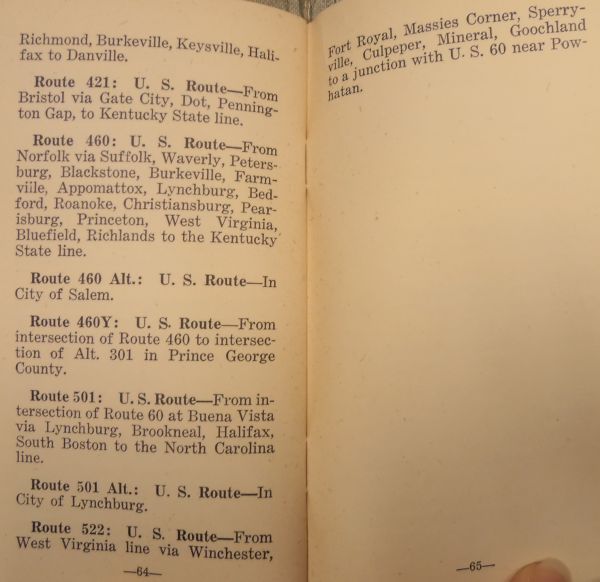 Richmond, Burkeville, Keysville, Hali-
fax to Danville.
Route 421: U. S. Route—From
Bristol via Gate City, Dot, Penning-
ton Gap, to Kentucky State line.
Route 460: U. S. Route—From
Norfolk via Suffolk, Waverly, Peters-
burg, Blackstone, Burkeville, Farm-
ville, Appomattox, Lynchburg, Bed-
ford, Roanoke, Christiansburg, Pear-
isburg, Princeton, West Virginia,
Bluefield, Richlands to the Kentucky
State line.
Route 460 Alt.: U. S. Route—In
City of Salem.
Route 460Y: U. S. Route—From
intersection of Route 460 to intersec-
tion of Alt. 301 in Prince George
County.
Route 501: U. S. Route—From in-
tersection of Route 60 at Buena Vista
via Lynchburg, Brookneal, Halifax,
South Boston to the North Carolina
line.
Route 501 Alt.: U. S. Route—In
City of Lynchburg.
Route 522: U. S. Route—From
West Virginia line via Winchester,
—64—
Fort Royal, Massies Corner, Sperry-
ville, Culpeper, Mineral, Goochland
to a junction with U. S. 60 near Pow-
hatan.
—65—